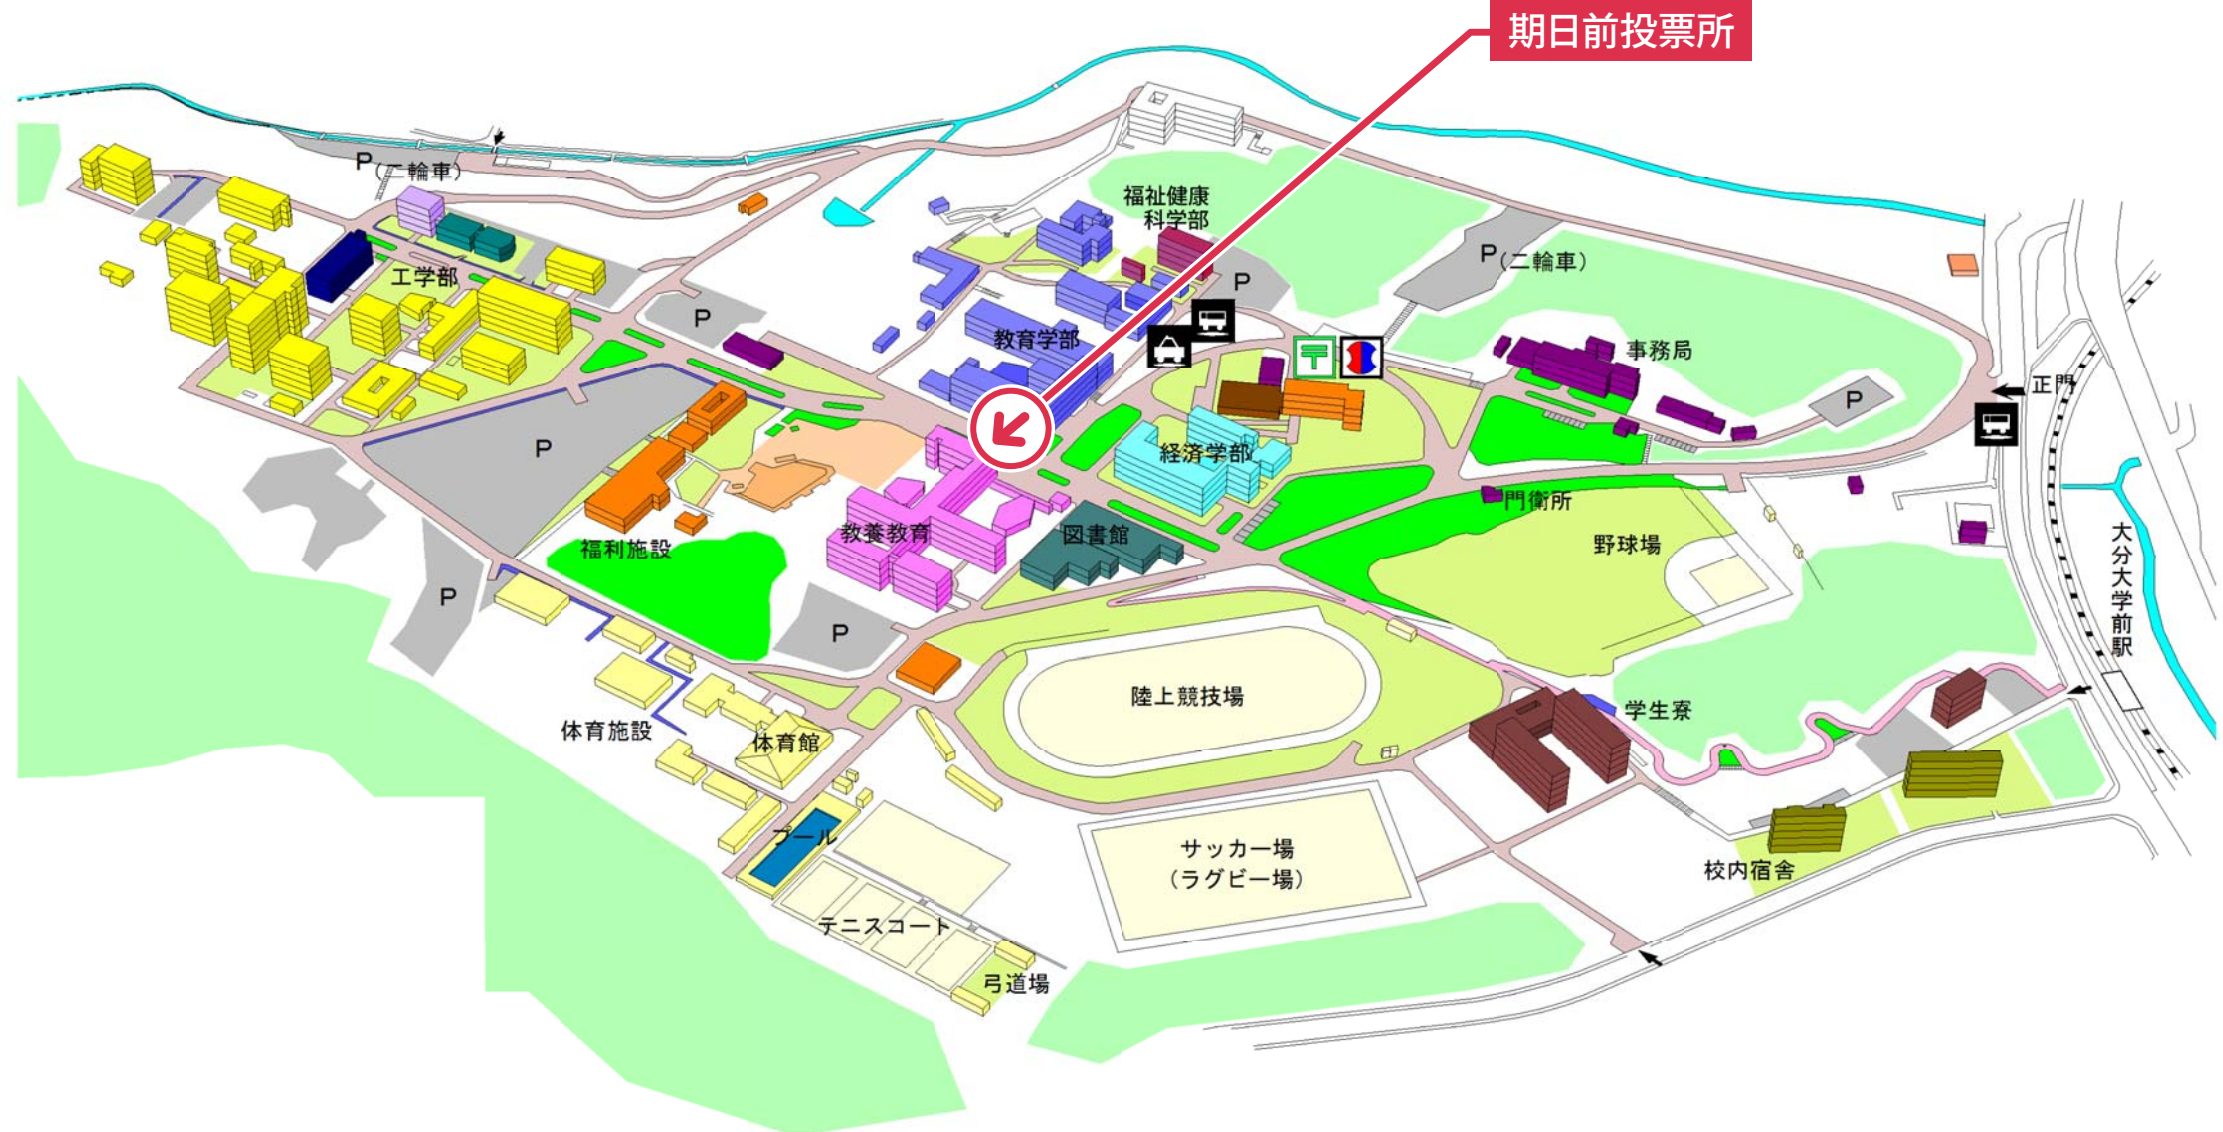 期日前投票所
P(二輪車)
福祉健康
科学部
P(二輪車)
工学部
P
P
教育学部
事務局
正門
P
P
経済学部
門衛所
教養教育
図書館
野球場
福利施設
大分大学前駅
P
P
陸上競技場
学生寮
体育施設
体育館
プール
サッカー場
(ラグビー場)
校内宿舎
テニスコート
弓道場